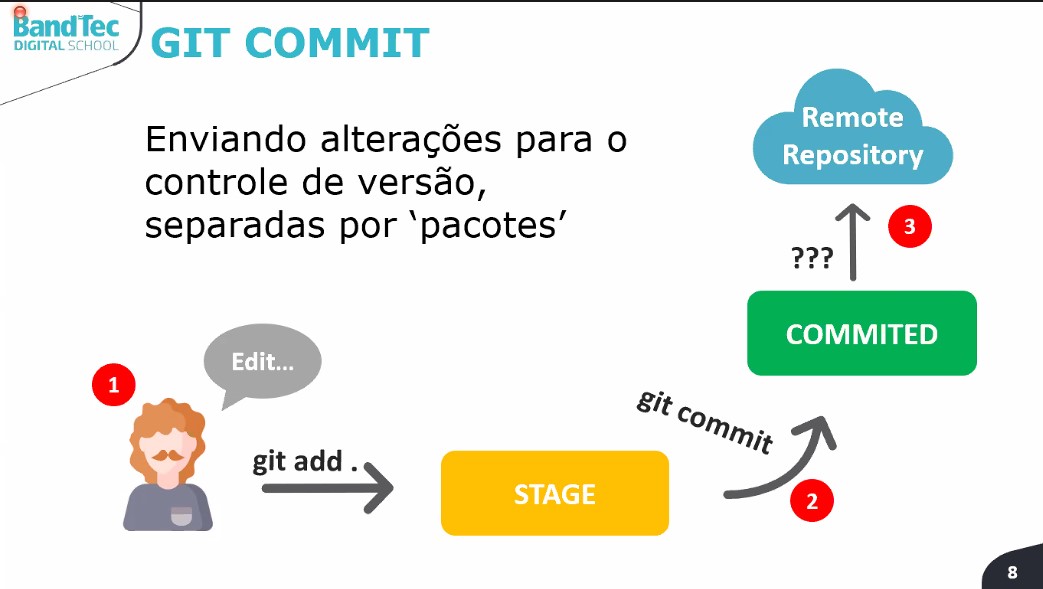 BandTec
DIGITAL SCHOOL
GIT COMMIT
Enviando alterações para o
controle de versão,
separadas por ‘pacotes’
Remote
Repository
3
???
COMMITED
Edit...
1
git add .
STAGE
git commit
2
8